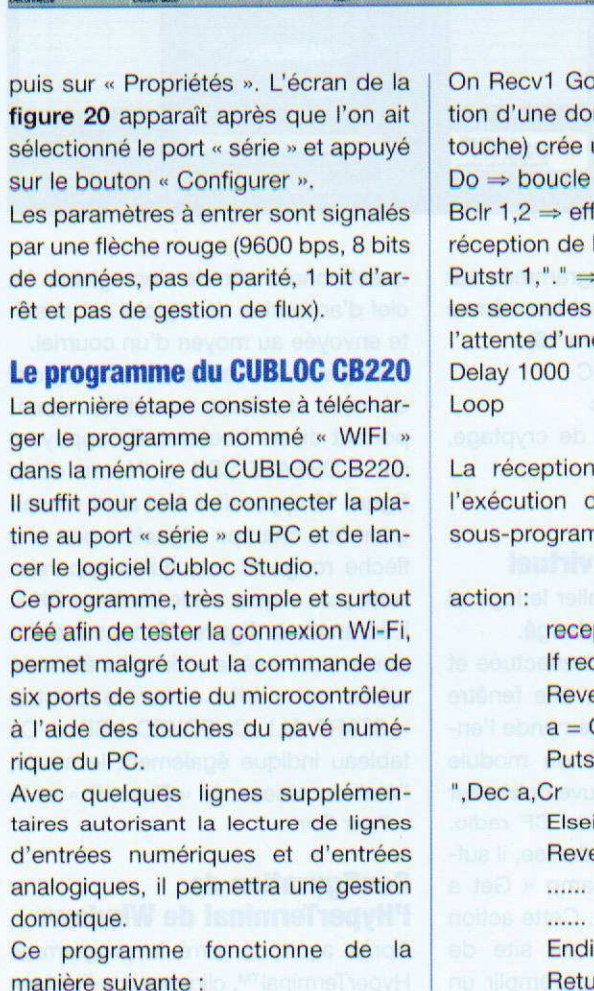 puis sur « Propriétés ». L'écran de la
figure 20 apparaît après que l'on ait
sélectionné le port « série » et appuyé
sur le bouton « Configurer ».
Les paramètres à entrer sont signalés
par une flèche rouge (9600 bps, 8 bits
de données, pas de parité, 1 bit d'ar-
rêt et pas de gestion de flux).
Le programme du CUBLOC CB220
La dernière étape consiste à téléchar-
ger le programme nommé « WIFI »
dans la mémoire du CUBLOC CB220.
Il suffit pour cela de connecter la pla-
tine au port « série » du PC et de lan-
cer le logiciel Cubloc Studio.
Ce programme, très simple et surtout
créé afin de tester la connexion Wi-Fi,
permet malgré tout la commande de
six ports de sortie du microcontrôleur
à l'aide des touches du pavé numé-
rique du PC.
Avec quelques lignes supplémen-
taires autorisant la lecture de lignes
d'entrées numériques et d'entrées
analogiques, il permettra une gestion
domotique.
Ce programme fonctionne de la
manière suivante :
On Recv1 Go
tion d'une do
touche) crée
Do ⇒ boucle
Bclr 1,2 ⇒ eff
réception de
Putstr 1,"." ⇒
les secondes
l'attente d'un
Delay 1000
Loop
La réception
l'exécution d
sous-program
action :
recep
If rec
Reve
a = 
Puts
",Dec a,Cr
Elsei
Reve
......
......
Endi
Retu